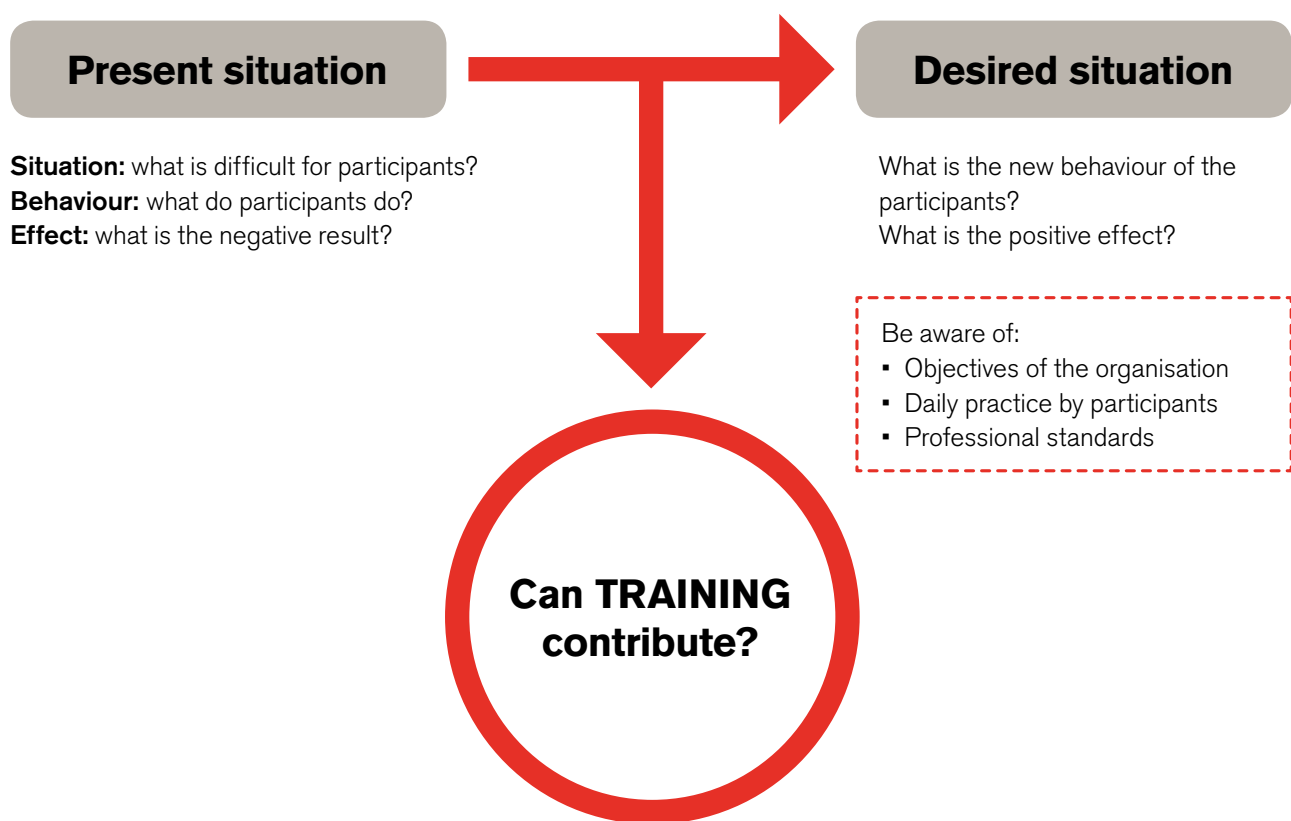 Present situation
Situation: what is difficult for participants?
Behaviour: what do participants do?
Effect: what is the negative result?
Desired situation
What is the new behaviour of the
participants?
What is the positive effect?
Be aware of:
▪ Objectives of the organisation
▪ Daily practice by participants
▪ Professional standards
Can TRAINING
contribute?